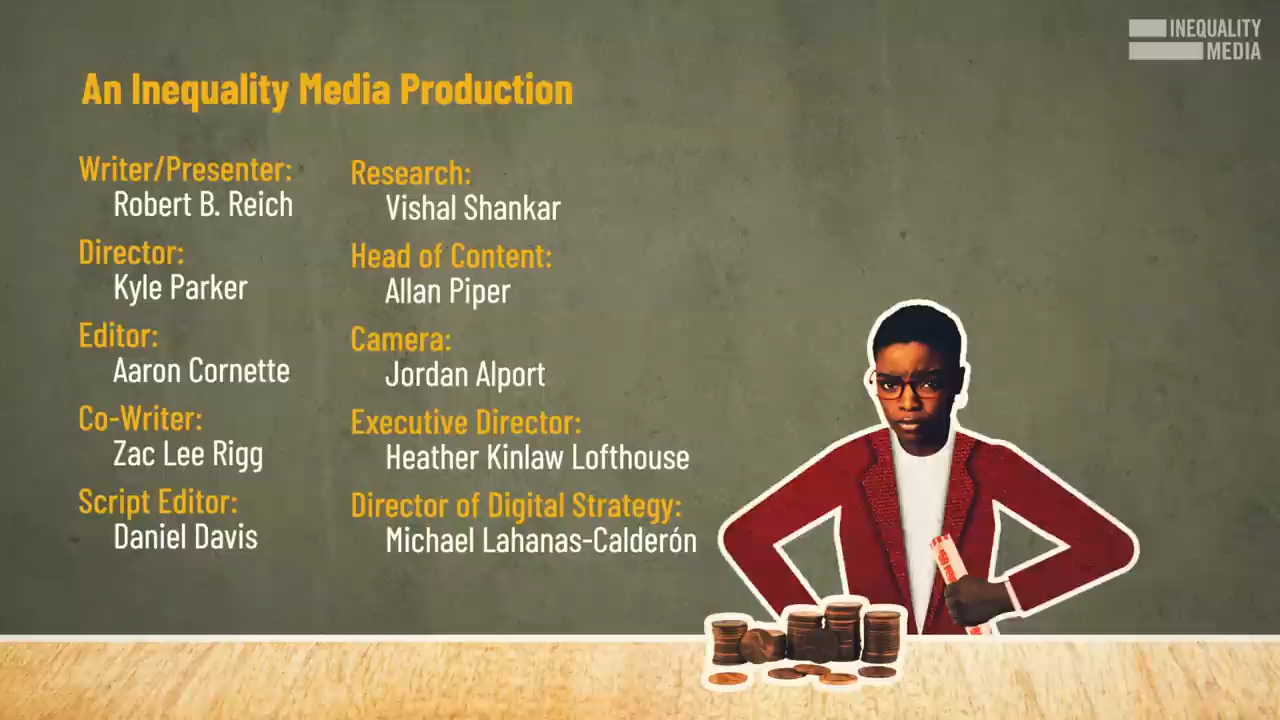 INEQUALITY
MEDIA
An Inequality Media Production
Writer/Presenter:
Robert B. Reich
Director:
Kyle Parker
Editor:
Aaron Cornette
Co-Writer:
Zac Lee Rigg
Script Editor:
Daniel Davis
Research:
Vishal Shankar
Head of Content:
Allan Piper
Camera:
Jordan Alport
Executive Director:
Heather Kinlaw Lofthouse
Director of Digital Strategy:
Michael Lahanas-Calderón